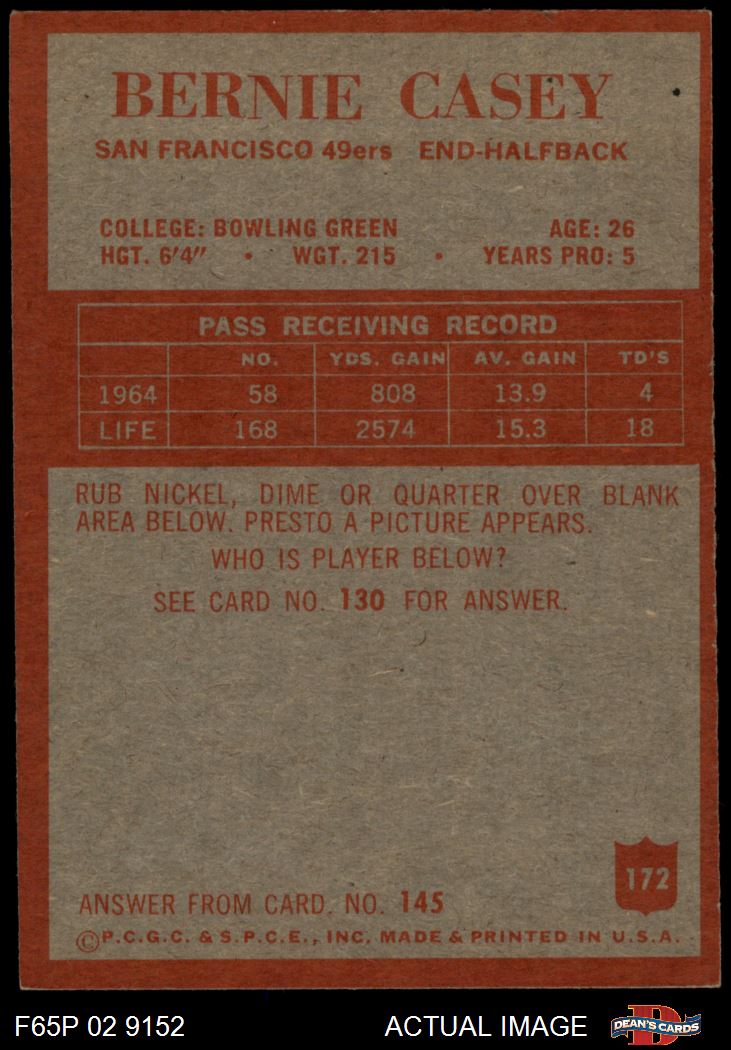 BERNIE CASEY
SAN FRANCISCO 49ers END-HALFBACK
COLLEGE: BOWLING GREEN AGE: 26
HGT. 6'4" • WGT. 215 • YEARS PRO: 5
PASS RECEIVING RECORD
NO. YDS. GAIN AV. GAIN TD'S
1964 58 808 13.9 4
LIFE 168 2574 15.3 18
RUB NICKEL, DIME OR QUARTER OVER BLANK
AREA BELOW. PRESTO A PICTURE APPEARS.
WHO IS PLAYER BELOW?
SEE CARD NO. 130 FOR ANSWER.
172
ANSWER FROM CARD. NO. 145
©P.C.G.C. & S.P.C.E., INC. MADE & PRINTED IN U.S.A.
F65P 02 9152 ACTUAL IMAGE
D
DEAN'S CARDS